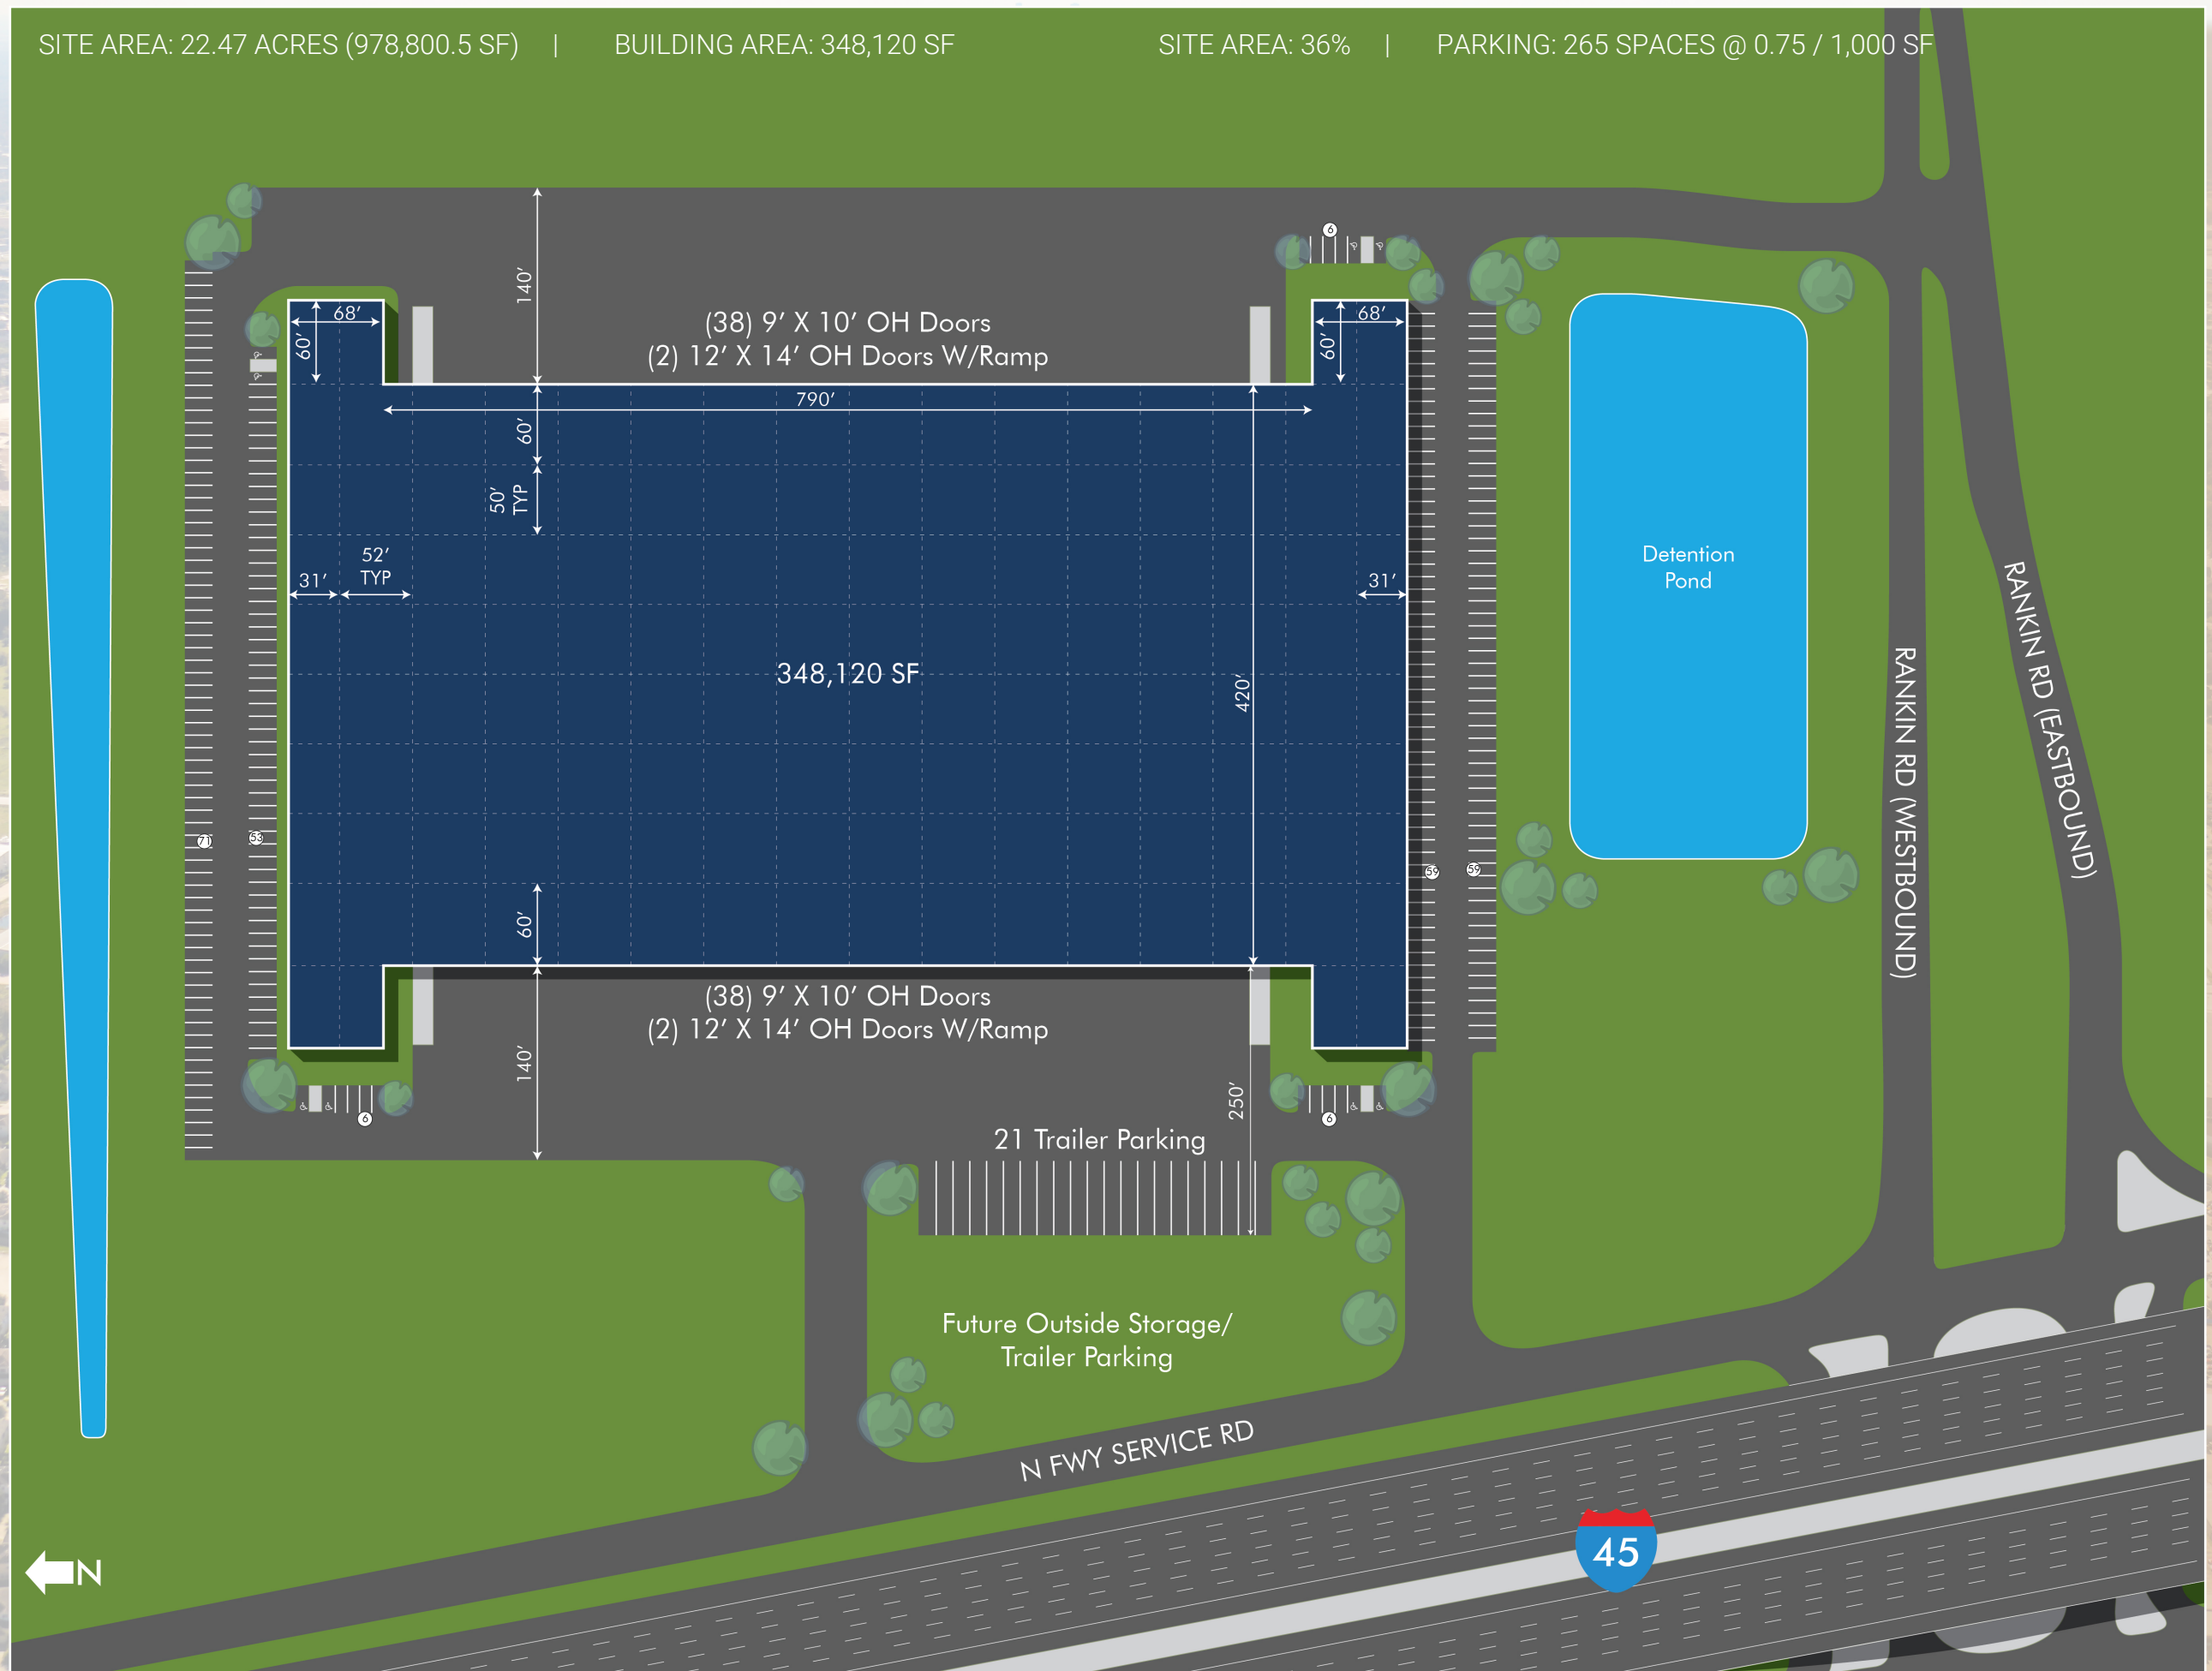 SITE AREA: 22.47 ACRES (978,800.5 SF) | BUILDING AREA: 348,120 SF SITE AREA: 36% | PARKING: 265 SPACES @ 0.75 / 1,000 SF
6
140’
68’
60’
(38) 9’ X 10’ OH Doors
(2) 12’ X 14’ OH Doors W/Ramp
68’
60’
790’
60’
50’
TYP
52’
TYP
31’
31’
Detention
Pond
348,120 SF
420’
RANKIN RD (WESTBOUND)
RANKIN RD (EASTBOUND)
71
53
59
59
60’
(38) 9’ X 10’ OH Doors
(2) 12’ X 14’ OH Doors W/Ramp
140’
250’
6
6
21 Trailer Parking
Future Outside Storage/
Trailer Parking
N FWY SERVICE RD
45
N